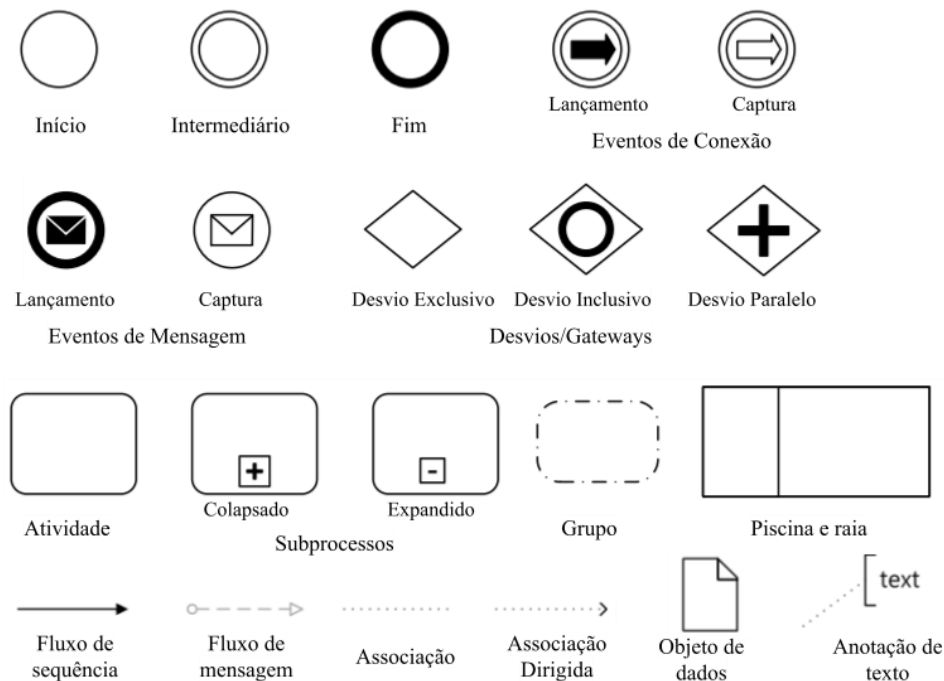 Início
Intermediário
Fim
Lançamento
Captura
Eventos de Conexão
Lançamento
Captura
Eventos de Mensagem
Desvio Exclusivo
Desvio Inclusivo
Desvio Paralelo
Desvios/Gateways
Atividade
Colapsado
Expandido
Subprocessos
Grupo
Piscina e raia
Fluxo de
sequência
Fluxo de
mensagem
Associação
Associação
Dirigida
Objeto de
dados
text
Anotação de
texto